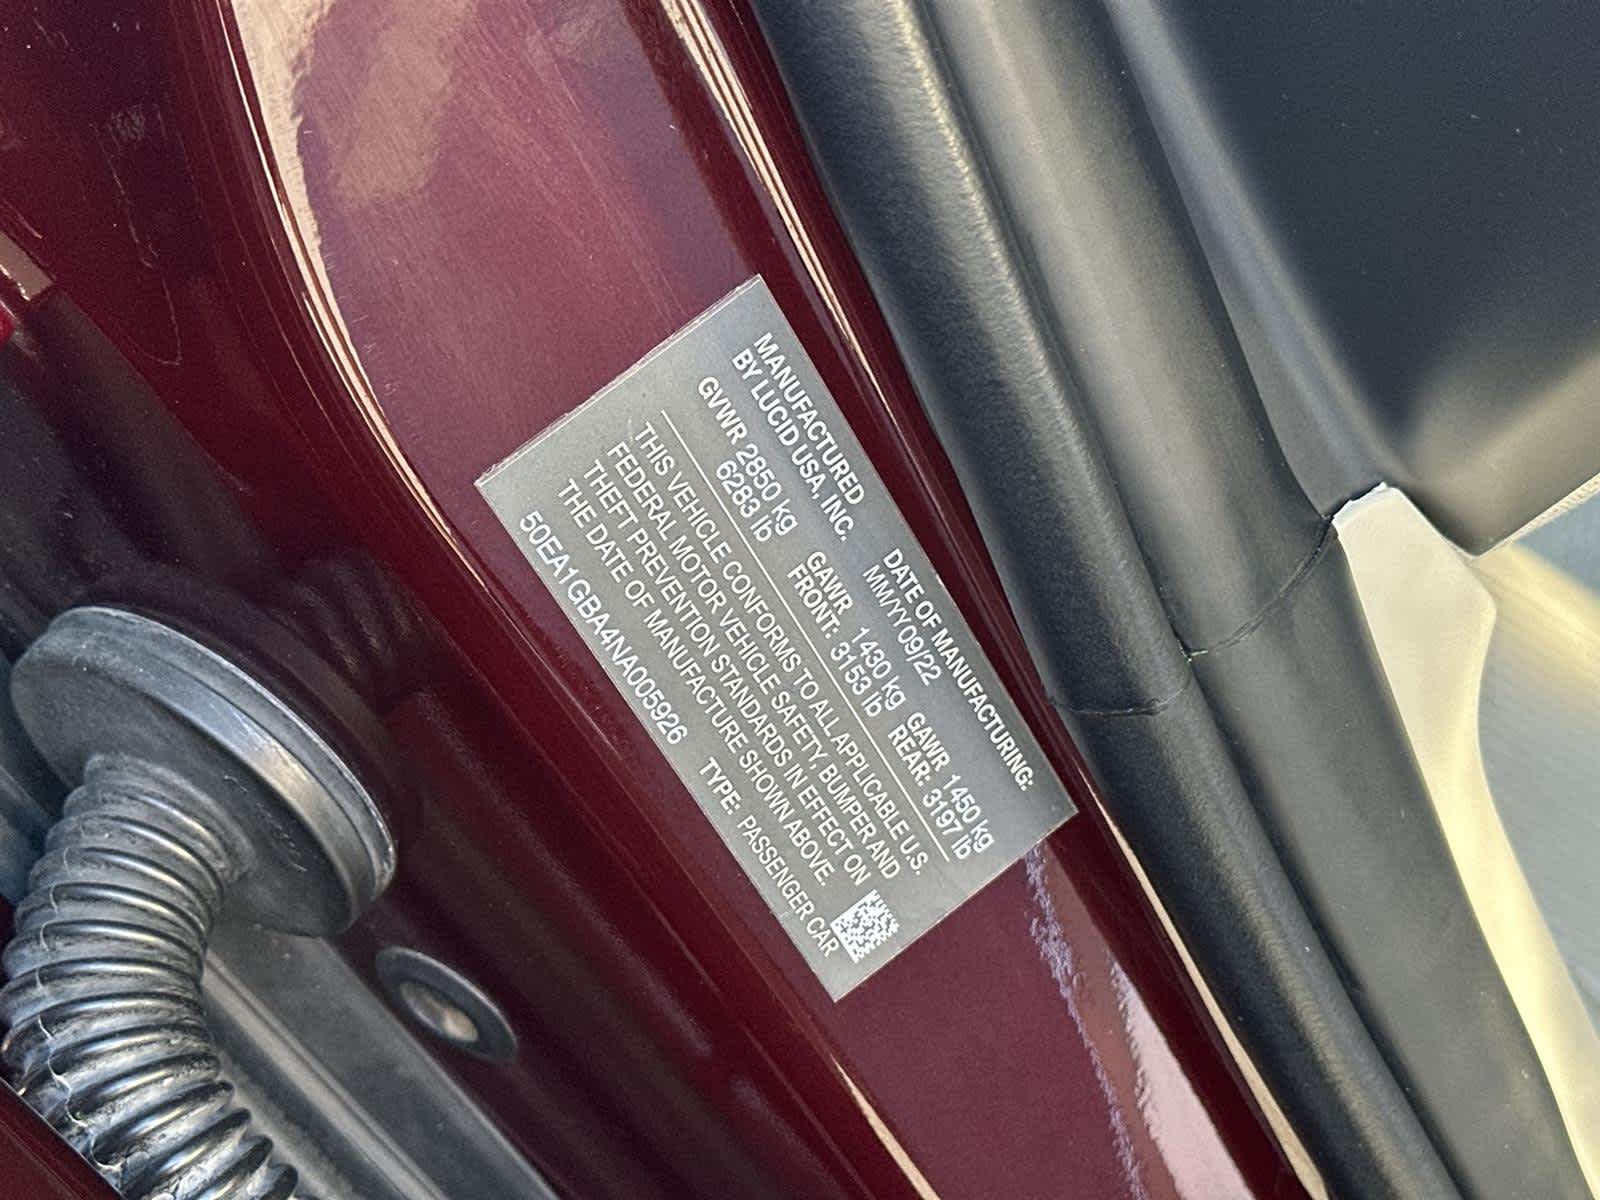 MANUFACTURED
BY LUCID USA, INC.
DATE OF MANUFACTURING:
MM/YY 09/22
GVWR 2850 kg
6283 lb
GAWR 1430 kg
FRONT: 3153 lb
GAWR 1450 kg
REAR: 3197 lb
THIS VEHICLE CONFORMS TO ALL APPLICABLE U.S.
FEDERAL MOTOR VEHICLE SAFETY, BUMPER AND
THEFT PREVENTION STANDARDS IN EFFECT ON
THE DATE OF MANUFACTURE SHOWN ABOVE.
50EA1GBA4NA005926 TYPE: PASSENGER CAR